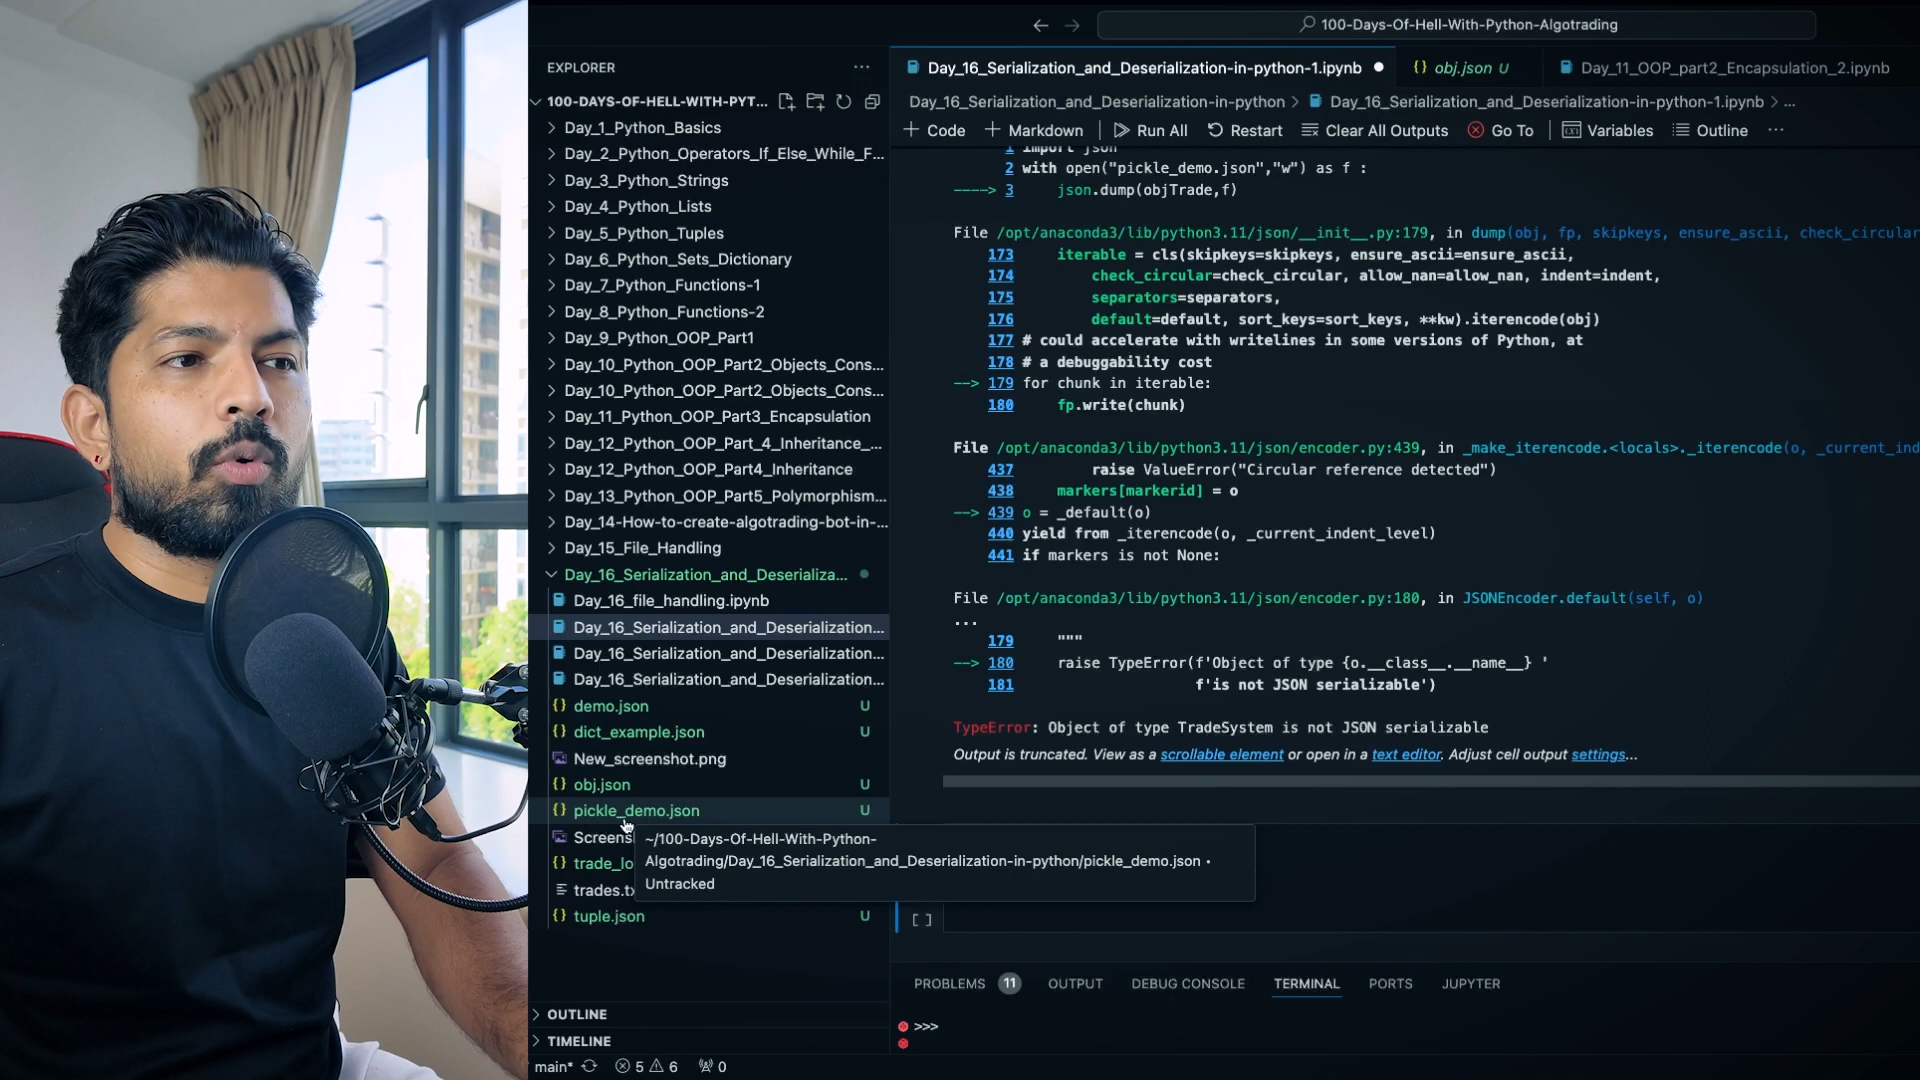 100-Days-Of-Hell-With-Python-Algotrading
EXPLORER
100-DAYS-OF-HELL-WITH-PYT...
Day_1_Python_Basics
Day_2_Python_Operators_If_Else_While_F...
Day_3_Python_Strings
Day_4_Python_Lists
Day_5_Python_Tuples
Day_6_Python_Sets_Dictionary
Day_7_Python_Functions-1
Day_8_Python_Functions-2
Day_9_Python_OOP_Part1
Day_10_Python_OOP_Part2_Objects_Cons...
Day_10_Python_OOP_Part2_Objects_Cons...
Day_11_Python_OOP_Part3_Encapsulation
Day_12_Python_OOP_Part_4_Inheritance_...
Day_12_Python_OOP_Part4_Inheritance
Day_13_Python_OOP_Part5_Polymorphism...
Day_14-How-to-create-algotrading-bot-in-...
Day_15_File_Handling
Day_16_Serialization_and_Deserializa...
Day_16_file_handling.ipynb
Day_16_Serialization_and_Deserialization...
Day_16_Serialization_and_Deserialization...
Day_16_Serialization_and_Deserialization...
{} demo.json U
{} dict_example.json U
New_screenshot.png
{} obj.json U
{} pickle_demo.json U
Screens
{} trade_lo
trades.tx
{} tuple.json U
OUTLINE
TIMELINE
main* 5 6 0
Day_16_Serialization_and_Deserialization-in-python-1.ipynb
{} obj.json U
Day_11_OOP_part2_Encapsulation_2.ipynb
Day_16_Serialization_and_Deserialization-in-python > Day_16_Serialization_and_Deserialization-in-python-1.ipynb > ...
+ Code + Markdown Run All Restart Clear All Outputs Go To Variables Outline ...
1 import json
2 with open("pickle_demo.json","w") as f :
----> 3 json.dump(objTrade,f)
File /opt/anaconda3/lib/python3.11/json/__init__.py:179, in dump(obj, fp, skipkeys, ensure_ascii, check_circular
173 iterable = cls(skipkeys=skipkeys, ensure_ascii=ensure_ascii,
174 check_circular=check_circular, allow_nan=allow_nan, indent=indent,
175 separators=separators,
176 default=default, sort_keys=sort_keys, **kw).iterencode(obj)
177 # could accelerate with writelines in some versions of Python, at
178 # a debuggability cost
--> 179 for chunk in iterable:
180 fp.write(chunk)
File /opt/anaconda3/lib/python3.11/json/encoder.py:439, in _make_iterencode.<locals>._iterencode(o, _current_ind
437 raise ValueError("Circular reference detected")
438 markers[markerid] = o
--> 439 o = _default(o)
440 yield from _iterencode(o, _current_indent_level)
441 if markers is not None:
File /opt/anaconda3/lib/python3.11/json/encoder.py:180, in JSONEncoder.default(self, o)
...
179 """
--> 180 raise TypeError(f'Object of type {o.__class__.__name__} '
181 f'is not JSON serializable')
TypeError: Object of type TradeSystem is not JSON serializable
Output is truncated. View as a scrollable element or open in a text editor. Adjust cell output settings...
~/100-Days-Of-Hell-With-Python-
Algotrading/Day_16_Serialization_and_Deserialization-in-python/pickle_demo.json •
Untracked
[ ]
PROBLEMS 11 OUTPUT DEBUG CONSOLE TERMINAL PORTS JUPYTER
>>>